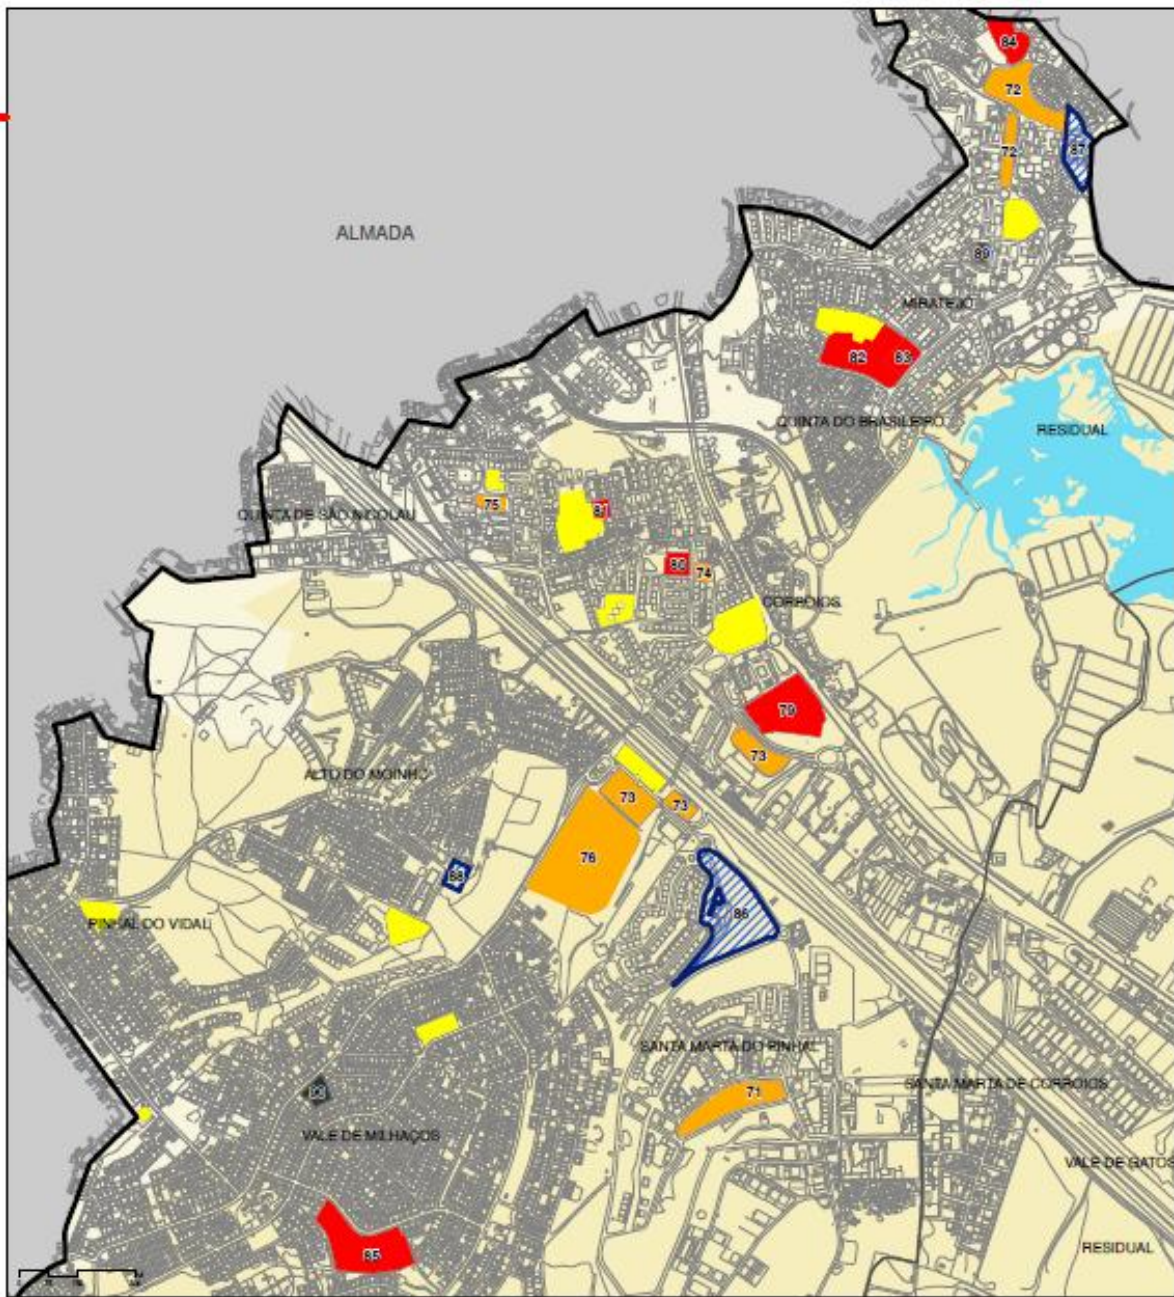 84
72
87
72
ALMADA
89
MIRATEJO
82
83
QUINTA DO BRASILEIRO
RESIDUAL
75
81
QUINTA DE SÃO NICOLAU
80
74
CORROIOS
79
73
ALTO DO MOINHO
73
73
76
88
86
PINHAL DO VIDAL
SANTA MARTA DO PINHAL
SANTA MARTA DE CORROIOS
71
VALE DE MILHAÇOS
VALE DE GATOS
85
RESIDUAL